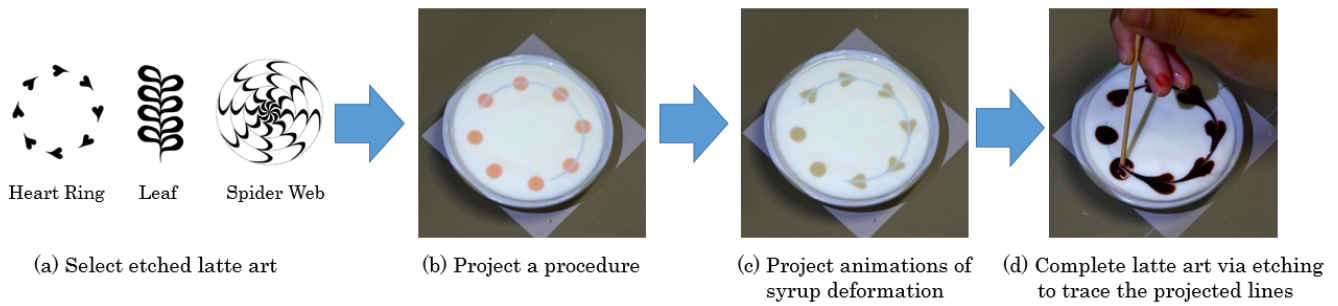 Heart Ring
Leaf
Spider Web
(a) Select etched latte art
(b) Project a procedure
(c) Project animations of
syrup deformation
(d) Complete latte art via etching
to trace the projected lines